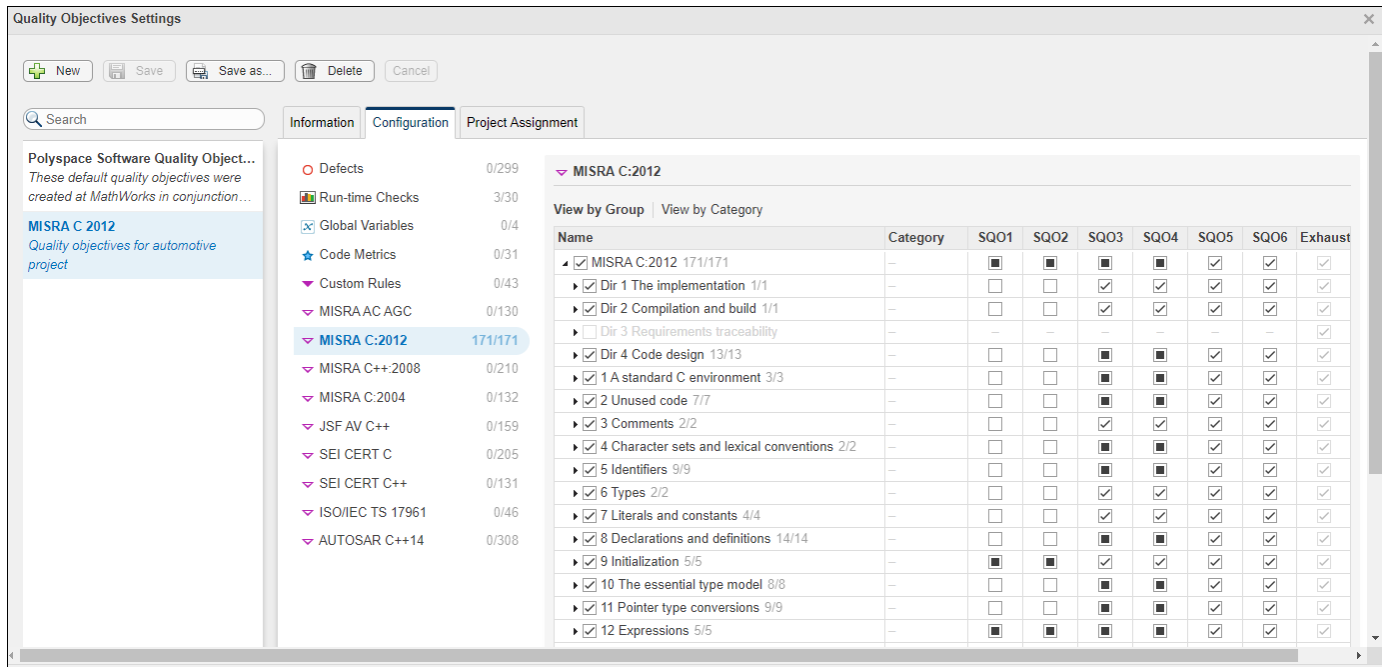 Quality Objectives Settings
New Save Save as... Delete Cancel
Search
Information Configuration Project Assignment
Polyspace Software Quality Object...
These default quality objectives were
created at MathWorks in conjunction...
MISRA C 2012
Quality objectives for automotive
project
Defects 0/299
Run-time Checks 3/30
Global Variables 0/4
Code Metrics 0/31
Custom Rules 0/43
MISRA AC AGC 0/130
MISRA C:2012 171/171
MISRA C++:2008 0/210
MISRA C:2004 0/132
JSF AV C++ 0/159
SEI CERT C 0/205
SEI CERT C++ 0/131
ISO/IEC TS 17961 0/46
AUTOSAR C++14 0/308
MISRA C:2012
View by Group View by Category
Name Category SQO1 SQO2 SQO3 SQO4 SQO5 SQO6 Exhaust
MISRA C:2012 171/171 –
Dir 1 The implementation 1/1 –
Dir 2 Compilation and build 1/1 –
Dir 3 Requirements traceability – – – – – – –
Dir 4 Code design 13/13 –
1 A standard C environment 3/3 –
2 Unused code 7/7 –
3 Comments 2/2 –
4 Character sets and lexical conventions 2/2 –
5 Identifiers 9/9 –
6 Types 2/2 –
7 Literals and constants 4/4 –
8 Declarations and definitions 14/14 –
9 Initialization 5/5 –
10 The essential type model 8/8 –
11 Pointer type conversions 9/9 –
12 Expressions 5/5 –